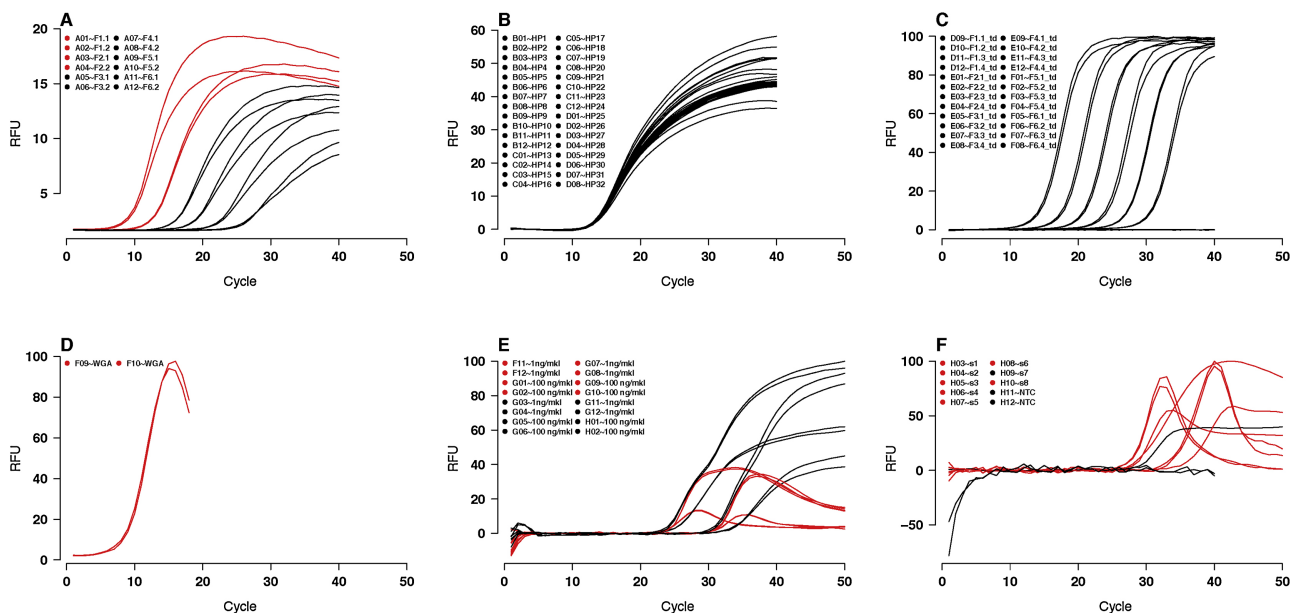 A
RFU
20
15
10
5
A01~F1.1 A07~F4.1
A02~F1.2 A08~F4.2
A03~F2.1 A09~F5.1
A04~F2.2 A10~F5.2
A05~F3.1 A11~F6.1
A06~F3.2 A12~F6.2
0 10 20 30 40 50
Cycle
B
RFU
60
50
40
30
20
10
0
B01~HP1 C05~HP17
B02~HP2 C06~HP18
B03~HP3 C07~HP19
B04~HP4 C08~HP20
B05~HP5 C09~HP21
B06~HP6 C10~HP22
B07~HP7 C11~HP23
B08~HP8 C12~HP24
B09~HP9 D01~HP25
B10~HP10 D02~HP26
B11~HP11 D03~HP27
B12~HP12 D04~HP28
C01~HP13 D05~HP29
C02~HP14 D06~HP30
C03~HP15 D07~HP31
C04~HP16 D08~HP32
0 10 20 30 40 50
Cycle
C
RFU
100
80
60
40
20
0
D09~F1.1_td E09~F4.1_td
D10~F1.2_td E10~F4.2_td
D11~F1.3_td E11~F4.3_td
D12~F1.4_td E12~F4.4_td
E01~F2.1_td F01~F5.1_td
E02~F2.2_td F02~F5.2_td
E03~F2.3_td F03~F5.3_td
E04~F2.4_td F04~F5.4_td
E05~F3.1_td F05~F6.1_td
E06~F3.2_td F06~F6.2_td
E07~F3.3_td F07~F6.3_td
E08~F3.4_td F08~F6.4_td
0 10 20 30 40 50
Cycle
D
RFU
100
80
60
40
20
0
F09~WGA F10~WGA
0 10 20 30 40 50
Cycle
E
RFU
100
80
60
40
20
0
F11~1ng/mkl G07~1ng/mkl
F12~1ng/mkl G08~1ng/mkl
G01~100 ng/mkl G09~100 ng/mkl
G02~100 ng/mkl G10~100 ng/mkl
G03~1ng/mkl G11~1ng/mkl
G04~1ng/mkl G12~1ng/mkl
G05~100 ng/mkl H01~100 ng/mkl
G06~100 ng/mkl H02~100 ng/mkl
0 10 20 30 40 50
Cycle
F
RFU
100
50
0
−50
H03~s1 H08~s6
H04~s2 H09~s7
H05~s3 H10~s8
H06~s4 H11~NTC
H07~s5 H12~NTC
0 10 20 30 40 50
Cycle